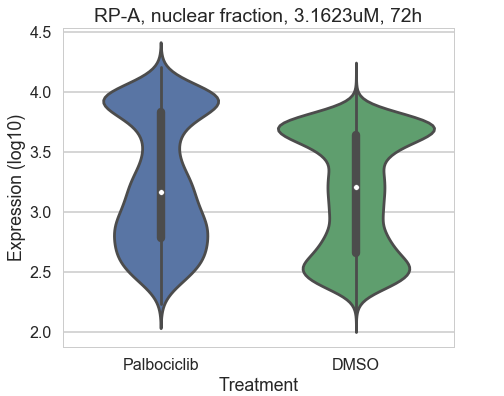 RP-A, nuclear fraction, 3.1623uM, 72h
Expression (log10)
4.5
4.0
3.5
3.0
2.5
2.0
Palbociclib DMSO
Treatment